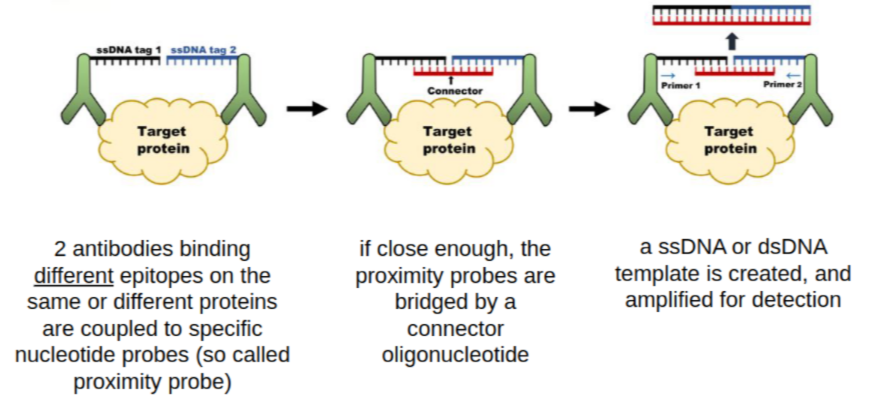 ssDNA tag 1 ssDNA tag 2
Target
protein
Connector
Target
protein
Primer 1 Primer 2
Target
protein
2 antibodies binding
different epitopes on the
same or different proteins
are coupled to specific
nucleotide probes (so called
proximity probe)
if close enough, the
proximity probes are
bridged by a
connector
oligonucleotide
a ssDNA or dsDNA
template is created, and
amplified for detection